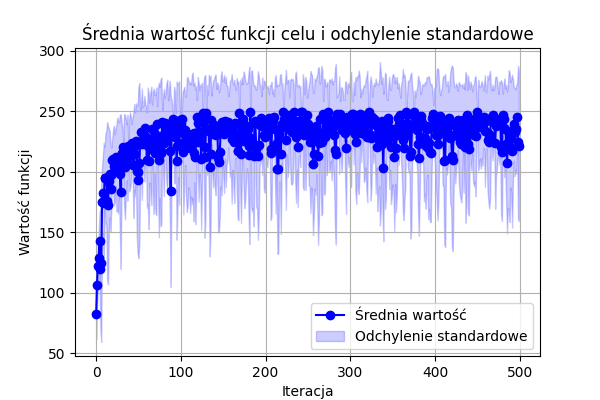 Średnia wartość funkcji celu i odchylenie standardowe
300
250
200
150
100
50
Wartość funkcji
0
100
200
300
400
500
Iteracja
Średnia wartość
Odchylenie standardowe